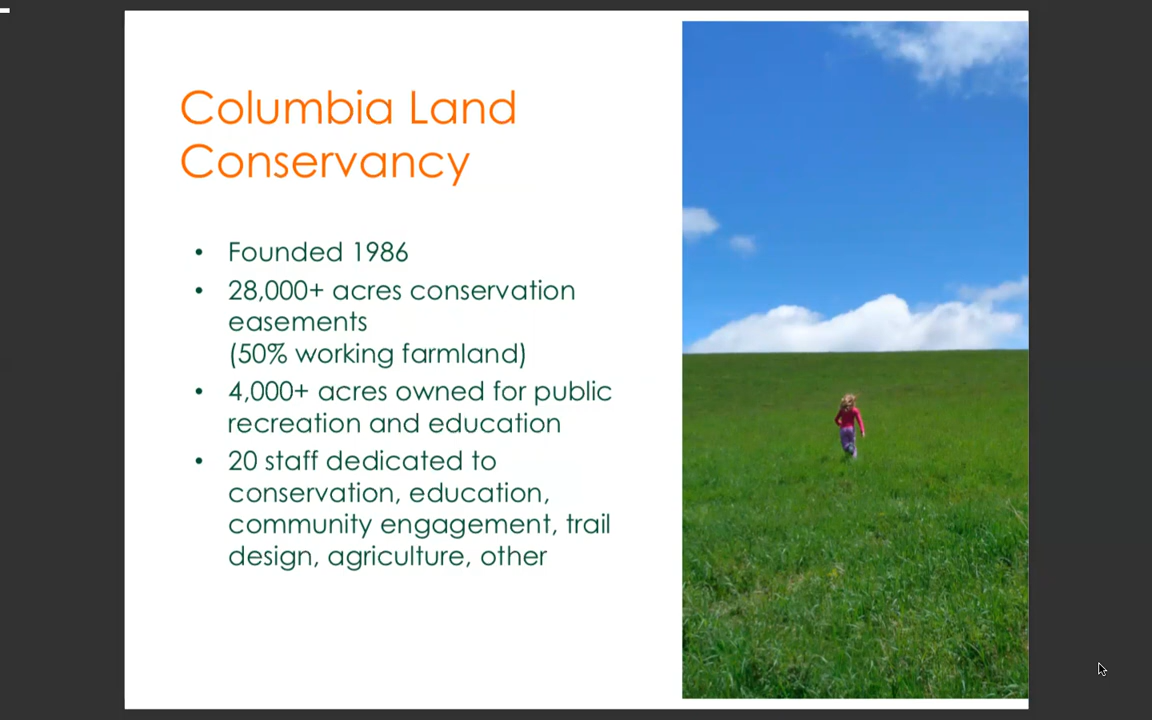 Columbia Land
Conservancy
• Founded 1986
• 28,000+ acres conservation
easements
(50% working farmland)
• 4,000+ acres owned for public
recreation and education
• 20 staff dedicated to
conservation, education,
community engagement, trail
design, agriculture, other